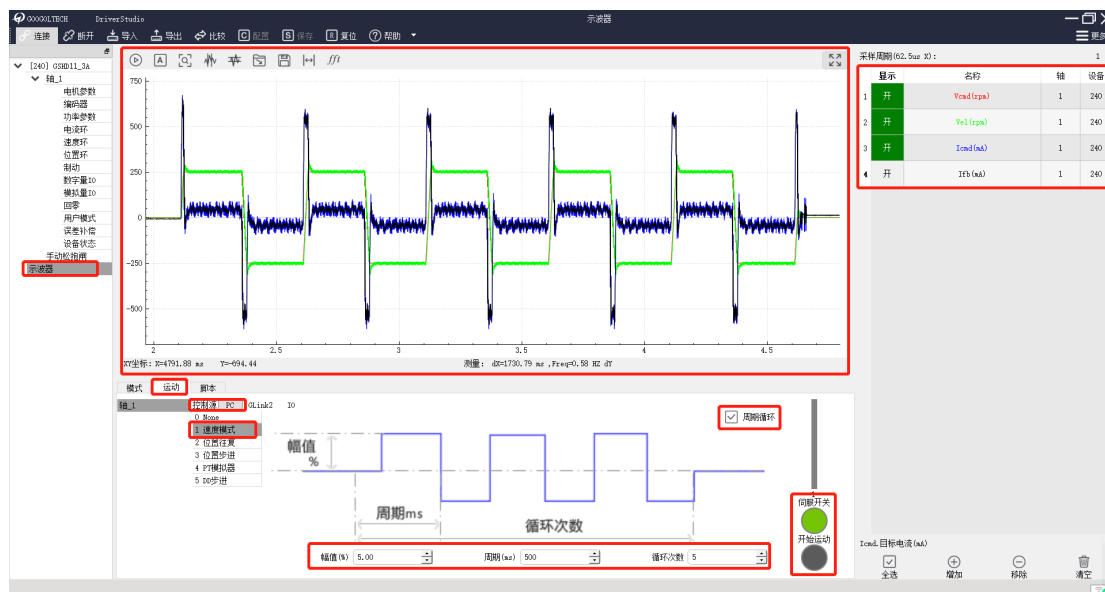 GOOGOLTECH DriverStudio 示波器
连接 断开 导入 导出 比较 C 配置 S 保存 R 复位 ? 帮助 更多
[240] GSHD11_3A
轴_1
电机参数
编码器
功率参数
电流环
速度环
位置环
制动
数字量IO
模拟量IO
回零
用户模式
误差补偿
设备状态
手动松抱闸
示波器
A fft
750
500
250
0
-250
-500
2 2.5 3 3.5 4 4.5
XY坐标: X=4791.88 ms Y=-694.44 测量: dX=1730.79 ms ,Freq=0.58 HZ dY
采样周期(62.5us X): 1
显示 名称 轴 设备
1 开 Vcmd(rpm) 1 240
2 开 Vel(rpm) 1 240
3 开 Icmd(mA) 1 240
4 开 Ifb(mA) 1 240
模式 运动 脚本
轴_1
控制源 PC GLink2 IO
0 None
1 速度模式
2 位置往复
3 位置步进
4 PT模拟器
5 DD步进
幅值
%
周期ms
循环次数
周期循环
伺服开关
开始运动
幅值(%) 5.00 周期(ms) 500 循环次数 5
Icmd.目标电流(mA)
全选 增加 移除 清空